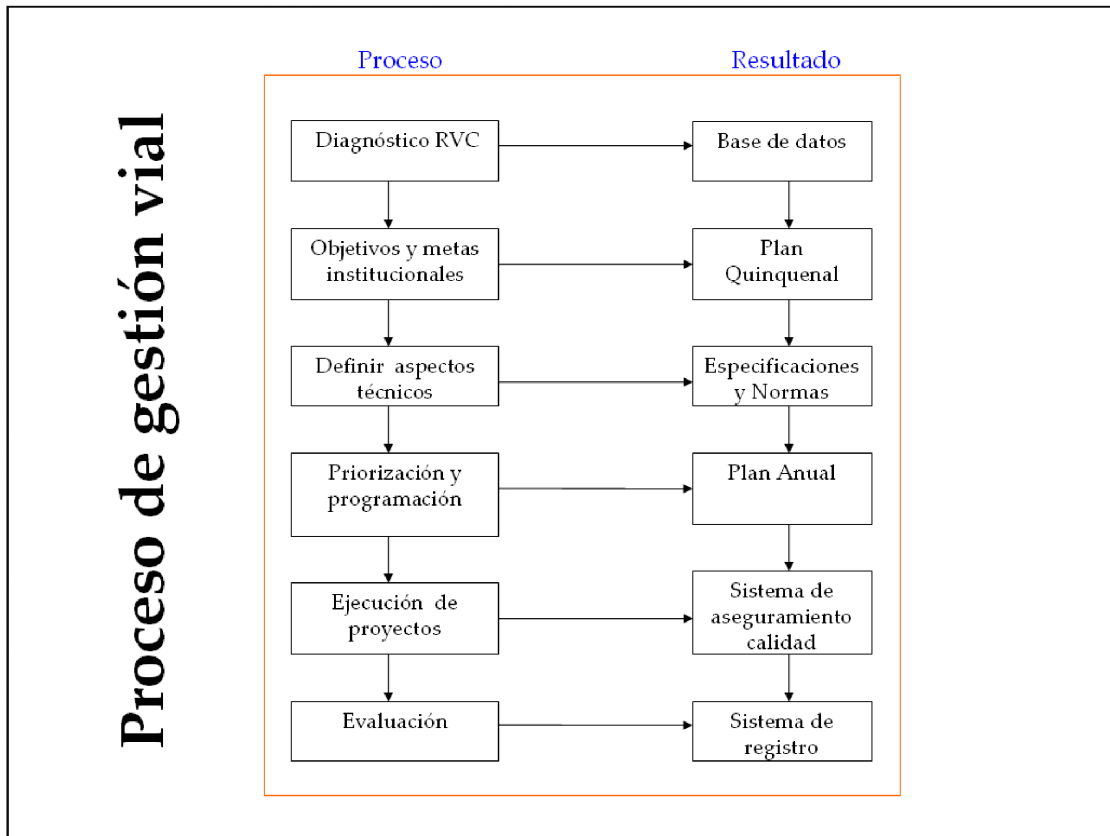 Proceso de gestión vial
Proceso
Resultado
Diagnóstico RVC
Base de datos
Objetivos y metas
institucionales
Plan
Quinquenal
Definir aspectos
técnicos
Especificaciones
y Normas
Priorización y
programación
Plan Anual
Ejecución de
proyectos
Sistema de
aseguramiento
calidad
Evaluación
Sistema de
registro